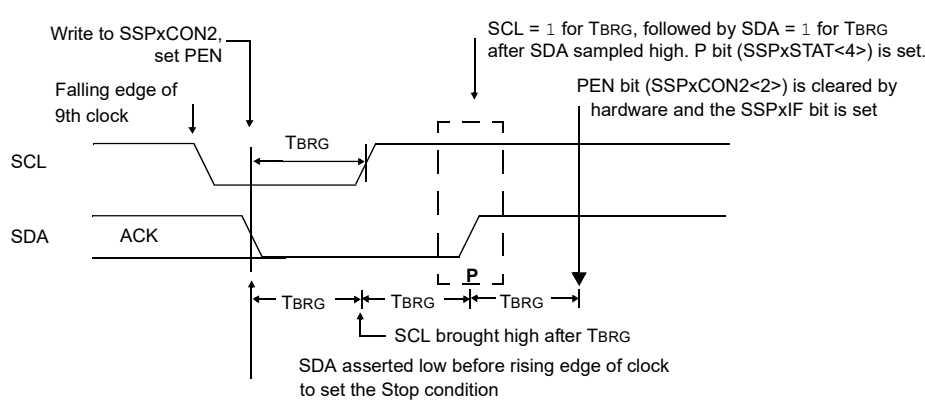 Write to SSPxCON2,
set PEN
SCL = 1 for TBRG, followed by SDA = 1 for TBRG
after SDA sampled high. P bit (SSPxSTAT<4>) is set.
Falling edge of
9th clock
PEN bit (SSPxCON2<2>) is cleared by
hardware and the SSPxIF bit is set
TBRG
SCL
SDA
ACK
P
TBRG
TBRG
TBRG
SCL brought high after TBRG
SDA asserted low before rising edge of clock
to set the Stop condition